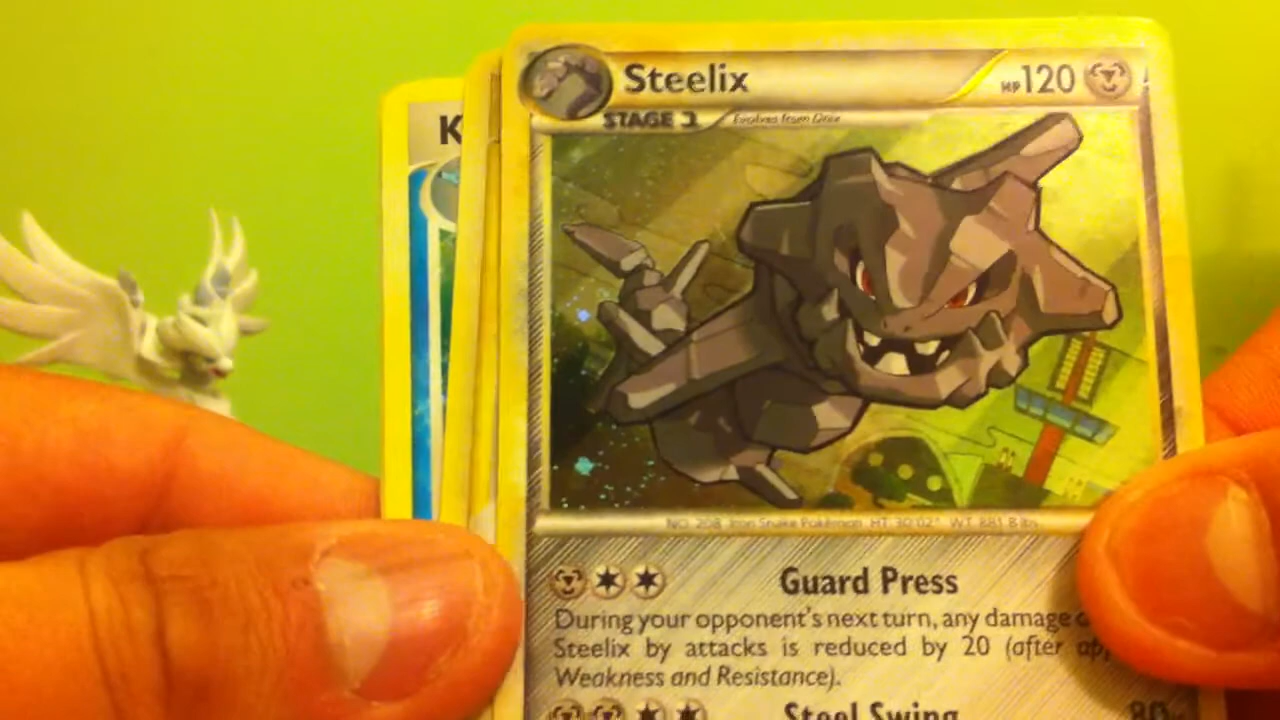 K
Steelix
HP 120
STAGE 1 Evolves from Onix
NO. 208 Iron Snake Pokémon HT: 30'02" WT: 881.8 lbs.
Guard Press
During your opponent's next turn, any damage
Steelix by attacks is reduced by 20 (after
Weakness and Resistance).
Steel Swing 80